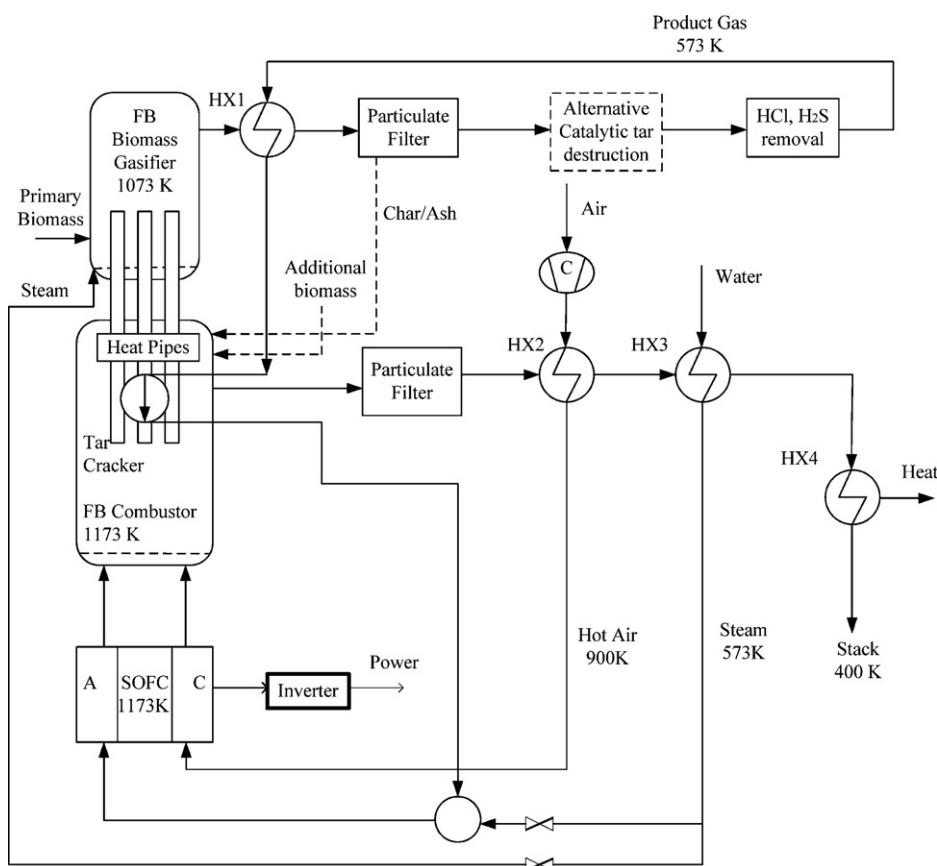 Product Gas
573 K
HX1
FB
Biomass
Gasifier
1073 K
Particulate
Filter
Alternative
Catalytic tar
destruction
HCl, H2S
removal
Primary
Biomass
Char/Ash
Air
Steam
Additional
biomass
C
Water
Heat Pipes
HX2
HX3
Particulate
Filter
Tar
Cracker
HX4
Heat
FB Combustor
1173 K
Hot Air
900K
Steam
573K
Stack
400 K
A
SOFC
1173K
C
Inverter
Power